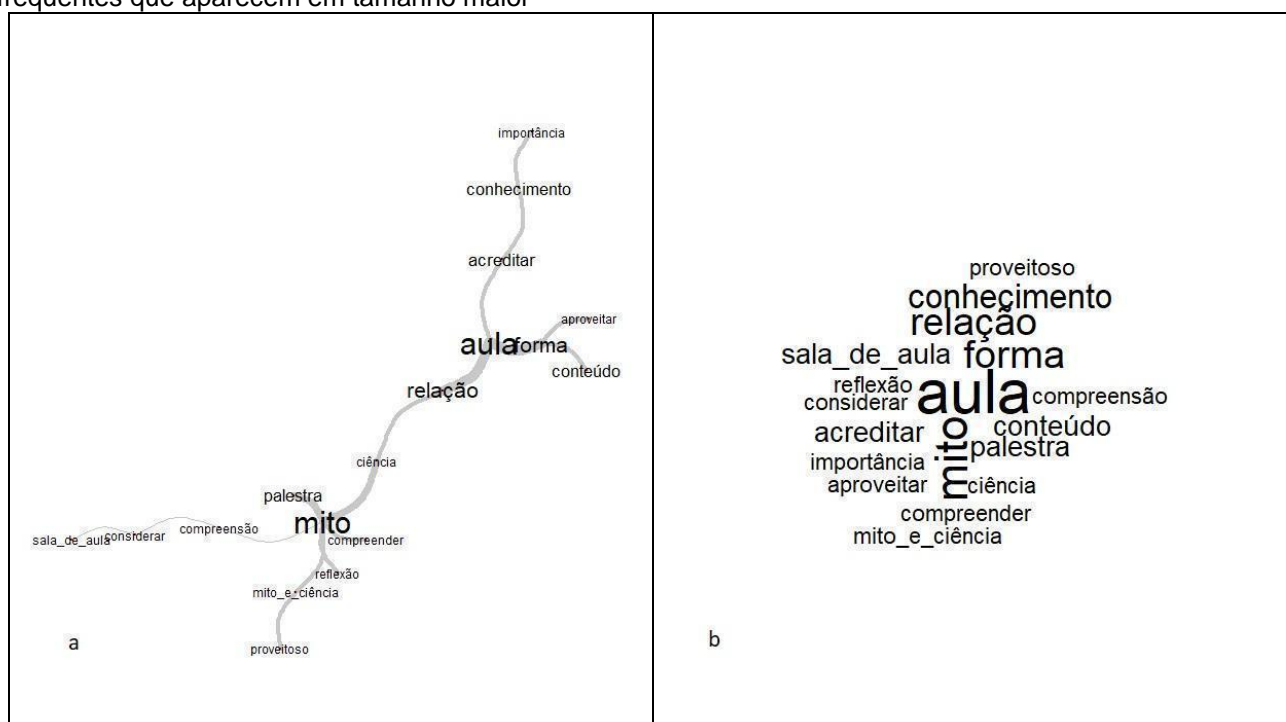 frequentes que aparecem em tamanho maior
importância
conhecimento
acreditar
aproveitar
aula forma
conteúdo
relação
ciência
palestra
mito
compreensão
compreender
sala_de_aula considerar
reflexão
mito_e_ciência
proveitoso
a
proveitoso
conhecimento
relação
sala_de_aula forma
reflexão
aula
compreensão
considerar
conteúdo
acreditar
mito
palestra
importância
aproveitar
ciência
compreender
mito_e_ciência
b